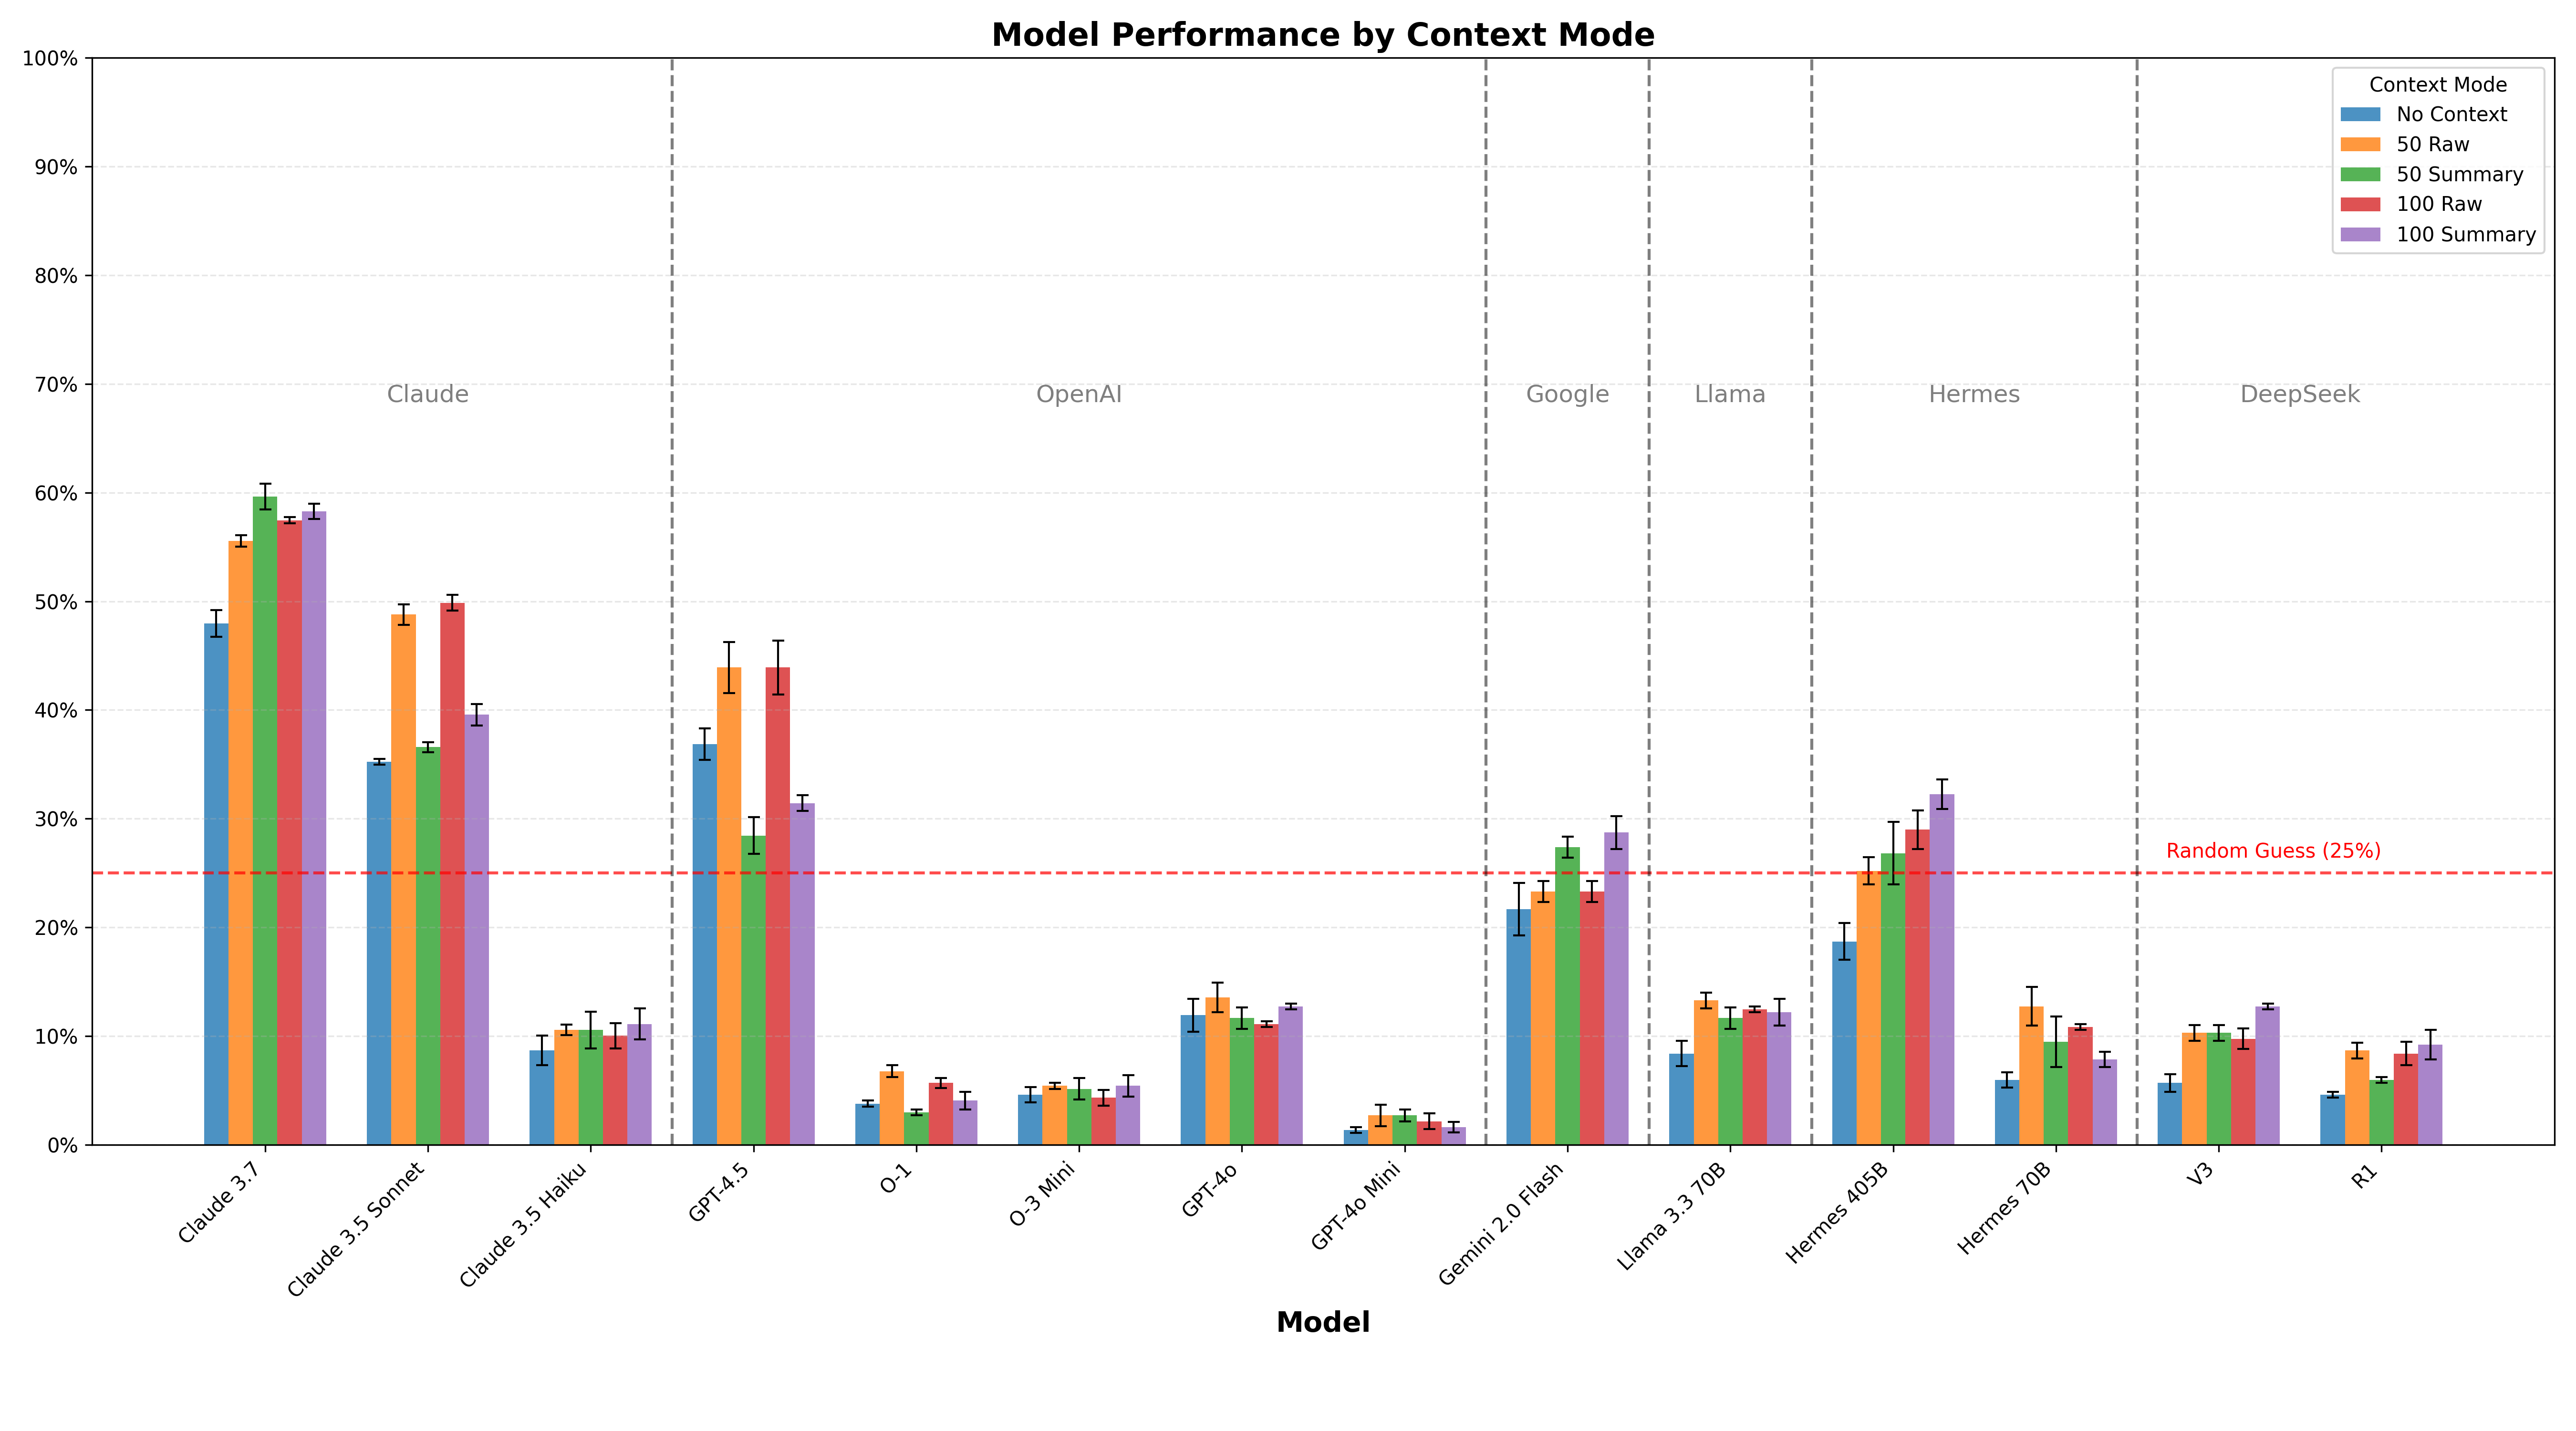 Model Performance by Context Mode
100%
90%
80%
70%
60%
50%
40%
30%
20%
10%
0%
Context Mode
No Context
50 Raw
50 Summary
100 Raw
100 Summary
Claude
OpenAI
Google
Llama
Hermes
DeepSeek
Random Guess (25%)
Claude 3.7
Claude 3.5 Sonnet
Claude 3.5 Haiku
GPT-4.5
O-1
O-3 Mini
GPT-4o
GPT-4o Mini
Gemini 2.0 Flash
Llama 3.3 70B
Hermes 405B
Hermes 70B
V3
R1
Model